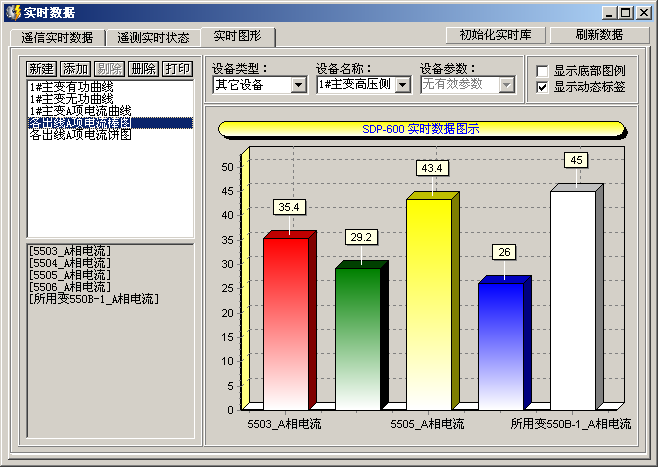 实时数据
遥信实时数据
遥测实时状态
实时图形
初始化实时库
刷新数据
新建
添加
剔除
删除
打印
1#主变有功曲线
1#主变无功曲线
1#主变A项电流曲线
各出线A项电流棒图
各出线A项电流饼图
[5503_A相电流]
[5504_A相电流]
[5505_A相电流]
[5506_A相电流]
[所用变550B-1_A相电流]
设备类型：
其它设备
设备名称：
1#主变高压侧
设备参数：
无有效参数
显示底部图例
显示动态标签
SDP-600 实时数据图示
50
45
40
35
30
25
20
15
10
5
0
35.4
29.2
43.4
26
45
5503_A相电流
5505_A相电流
所用变550B-1_A相电流